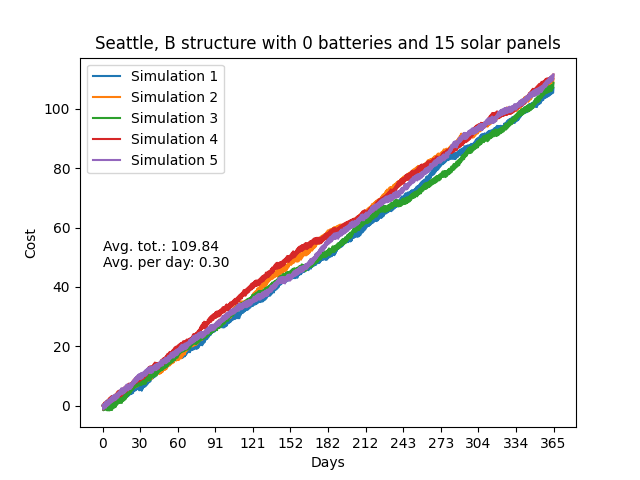 Seattle, B structure with 0 batteries and 15 solar panels
Simulation 1
Simulation 2
Simulation 3
Simulation 4
Simulation 5
Avg. tot.: 109.84
Avg. per day: 0.30
Cost
100
80
60
40
20
0
0 30 60 91 121 152 182 212 243 273 304 334 365
Days